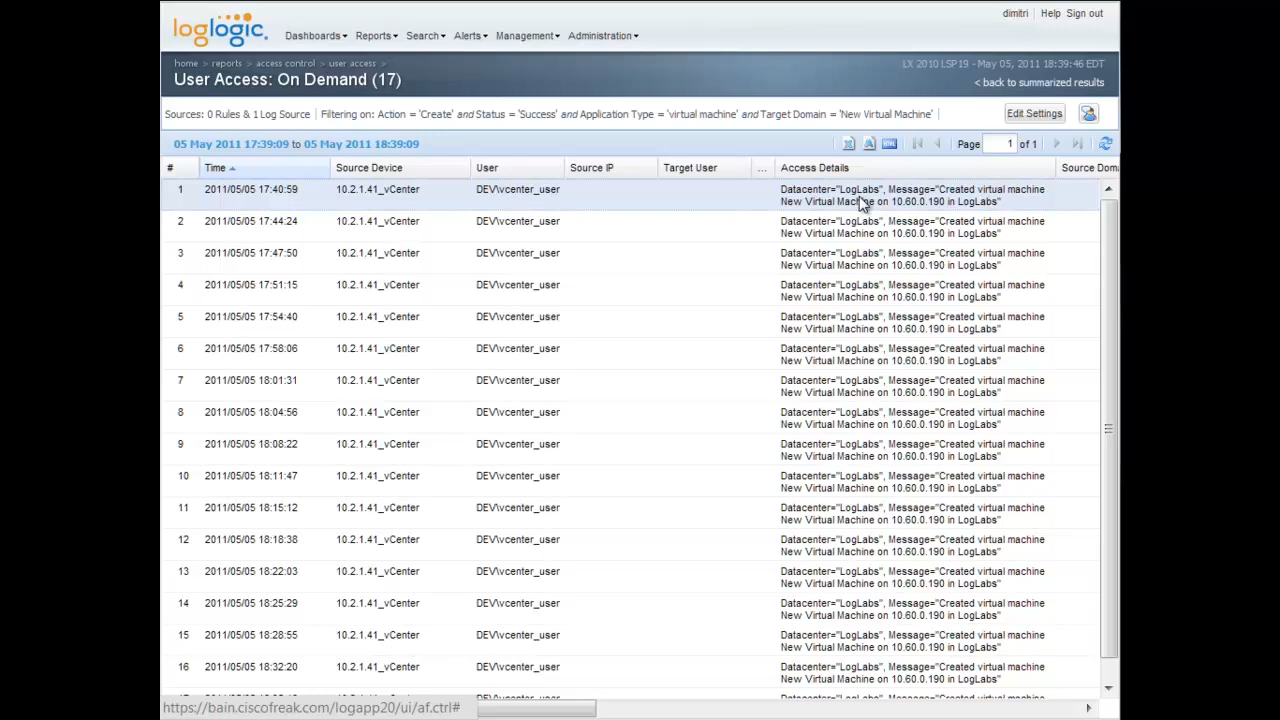 loglogic.
dimitri Help Sign out
Dashboards Reports Search Alerts Management Administration
home > reports > access control > user access >
LX 2010 LSP19 - May 05, 2011 18:39:46 EDT
User Access: On Demand (17)
< back to summarized results
Sources: 0 Rules & 1 Log Source | Filtering on: Action = 'Create' and Status = 'Success' and Application Type = 'virtual machine' and Target Domain = 'New Virtual Machine' |
Edit Settings
05 May 2011 17:39:09 to 05 May 2011 18:39:09
Page 1 of 1
# Time Source Device User Source IP Target User ... Access Details Source Dom
1 2011/05/05 17:40:59 10.2.1.41_vCenter DEV\vcenter_user Datacenter="LogLabs", Message="Created virtual machine
New Virtual Machine on 10.60.0.190 in LogLabs"
2 2011/05/05 17:44:24 10.2.1.41_vCenter DEV\vcenter_user Datacenter="LogLabs", Message="Created virtual machine
New Virtual Machine on 10.60.0.190 in LogLabs"
3 2011/05/05 17:47:50 10.2.1.41_vCenter DEV\vcenter_user Datacenter="LogLabs", Message="Created virtual machine
New Virtual Machine on 10.60.0.190 in LogLabs"
4 2011/05/05 17:51:15 10.2.1.41_vCenter DEV\vcenter_user Datacenter="LogLabs", Message="Created virtual machine
New Virtual Machine on 10.60.0.190 in LogLabs"
5 2011/05/05 17:54:40 10.2.1.41_vCenter DEV\vcenter_user Datacenter="LogLabs", Message="Created virtual machine
New Virtual Machine on 10.60.0.190 in LogLabs"
6 2011/05/05 17:58:06 10.2.1.41_vCenter DEV\vcenter_user Datacenter="LogLabs", Message="Created virtual machine
New Virtual Machine on 10.60.0.190 in LogLabs"
7 2011/05/05 18:01:31 10.2.1.41_vCenter DEV\vcenter_user Datacenter="LogLabs", Message="Created virtual machine
New Virtual Machine on 10.60.0.190 in LogLabs"
8 2011/05/05 18:04:56 10.2.1.41_vCenter DEV\vcenter_user Datacenter="LogLabs", Message="Created virtual machine
New Virtual Machine on 10.60.0.190 in LogLabs"
9 2011/05/05 18:08:22 10.2.1.41_vCenter DEV\vcenter_user Datacenter="LogLabs", Message="Created virtual machine
New Virtual Machine on 10.60.0.190 in LogLabs"
10 2011/05/05 18:11:47 10.2.1.41_vCenter DEV\vcenter_user Datacenter="LogLabs", Message="Created virtual machine
New Virtual Machine on 10.60.0.190 in LogLabs"
11 2011/05/05 18:15:12 10.2.1.41_vCenter DEV\vcenter_user Datacenter="LogLabs", Message="Created virtual machine
New Virtual Machine on 10.60.0.190 in LogLabs"
12 2011/05/05 18:18:38 10.2.1.41_vCenter DEV\vcenter_user Datacenter="LogLabs", Message="Created virtual machine
New Virtual Machine on 10.60.0.190 in LogLabs"
13 2011/05/05 18:22:03 10.2.1.41_vCenter DEV\vcenter_user Datacenter="LogLabs", Message="Created virtual machine
New Virtual Machine on 10.60.0.190 in LogLabs"
14 2011/05/05 18:25:29 10.2.1.41_vCenter DEV\vcenter_user Datacenter="LogLabs", Message="Created virtual machine
New Virtual Machine on 10.60.0.190 in LogLabs"
15 2011/05/05 18:28:55 10.2.1.41_vCenter DEV\vcenter_user Datacenter="LogLabs", Message="Created virtual machine
New Virtual Machine on 10.60.0.190 in LogLabs"
16 2011/05/05 18:32:20 10.2.1.41_vCenter DEV\vcenter_user Datacenter="LogLabs", Message="Created virtual machine
New Virtual Machine on 10.60.0.190 in LogLabs"
https://bain.ciscofreak.com/logapp20/ui/af.ctrl#